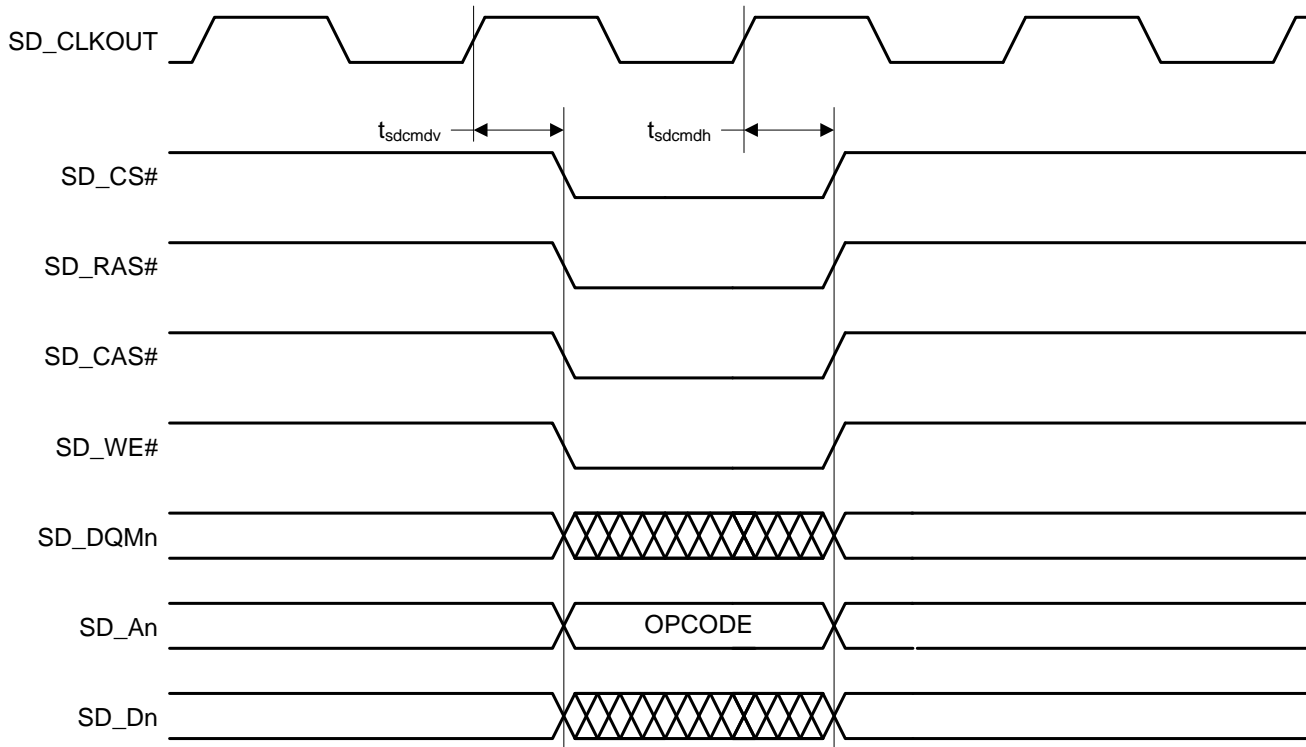 SD_CLKOUT
tsdcmdv
tsdcmdh
SD_CS#
SD_RAS#
SD_CAS#
SD_WE#
SD_DQMn
SD_An
OPCODE
SD_Dn